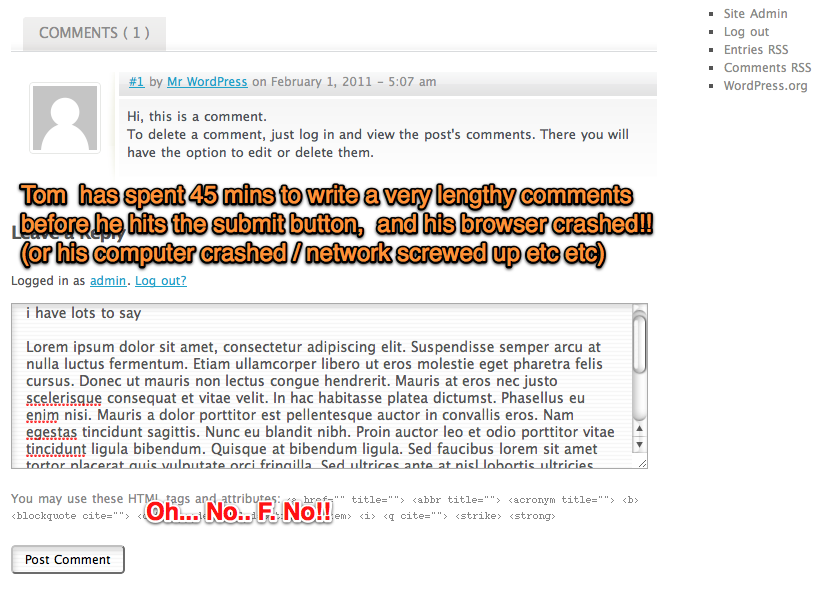 COMMENTS ( 1 )
#1 by Mr WordPress on February 1, 2011 - 5:07 am
Hi, this is a comment.
To delete a comment, just log in and view the post's comments. There you will
have the option to edit or delete them.
Tom has spent 45 mins to write a very lengthy comments
before he hits the submit button, and his browser crashed!!
Leave a Reply
(or his computer crashed / network screwed up etc etc)
Logged in as admin. Log out?
i have lots to say
Lorem ipsum dolor sit amet, consectetur adipiscing elit. Suspendisse semper arcu at
nulla luctus fermentum. Etiam ullamcorper libero ut eros molestie eget pharetra felis
cursus. Donec ut mauris non lectus congue hendrerit. Mauris at eros nec justo
scelerisque consequat et vitae velit. In hac habitasse platea dictumst. Phasellus eu
enim nisi. Mauris a dolor porttitor est pellentesque auctor in convallis eros. Nam
egestas tincidunt sagittis. Nunc eu blandit nibh. Proin auctor leo et odio porttitor vitae
tincidunt ligula bibendum. Quisque at bibendum ligula. Sed faucibus lorem sit amet
tortor placerat quis vulputate orci fringilla. Sed ultrices ante at nisl lobortis ultricies
You may use these HTML tags and attributes: <a href="" title=""> <abbr title=""> <acronym title=""> <b>
<blockquote cite=""> <i> <q cite=""> <strike> <strong>
Oh... No.. F. No!!
Post Comment
Site Admin
Log out
Entries RSS
Comments RSS
WordPress.org